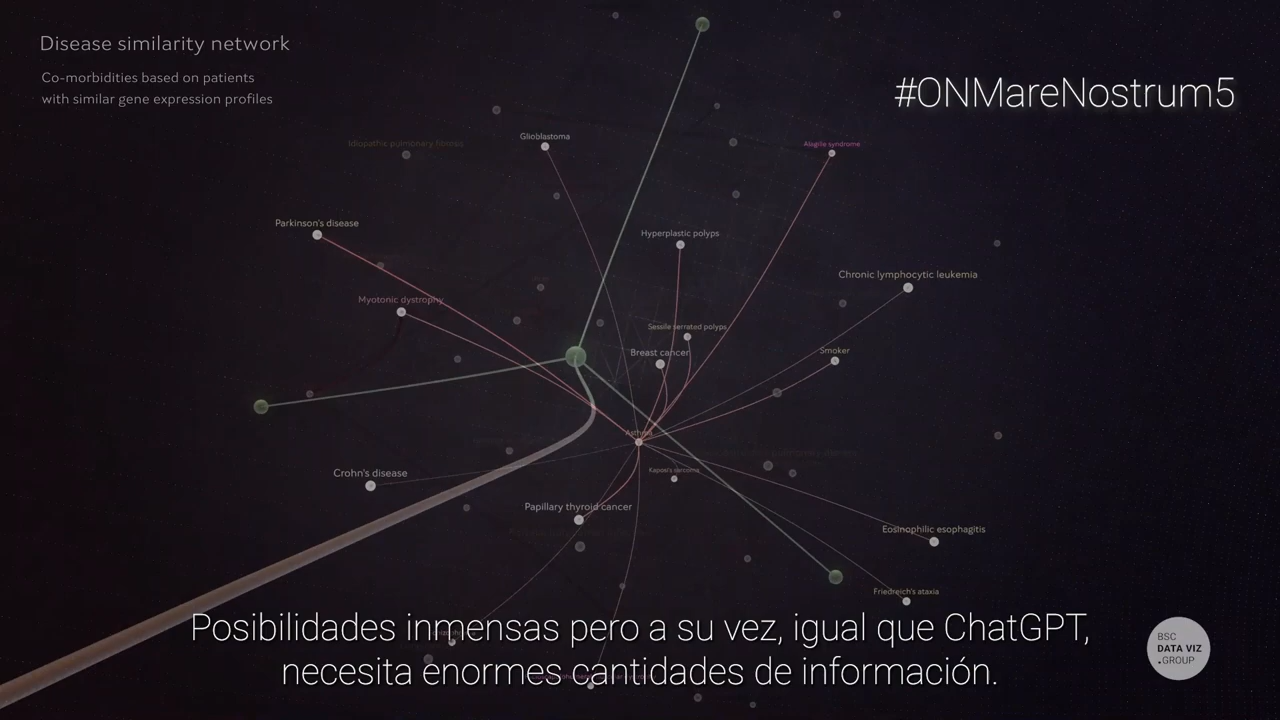 Disease similarity network
Co-morbidities based on patients
with similar gene expression profiles
#ONMareNostrum5
Glioblastoma
Idiopathic pulmonary fibrosis
Alagille syndrome
Parkinson's disease
Hyperplastic polyps
Chronic lymphocytic leukemia
Myotonic dystrophy
Sessile serrated polyps
Breast cancer
Smoker
Asthma
Kaposi's sarcoma
Crohn's disease
Papillary thyroid cancer
Eosinophilic esophagitis
Friedreich's ataxia
Posibilidades inmensas pero a su vez, igual que ChatGPT,
necesita enormes cantidades de información.
BSC
DATA VIZ
.GROUP